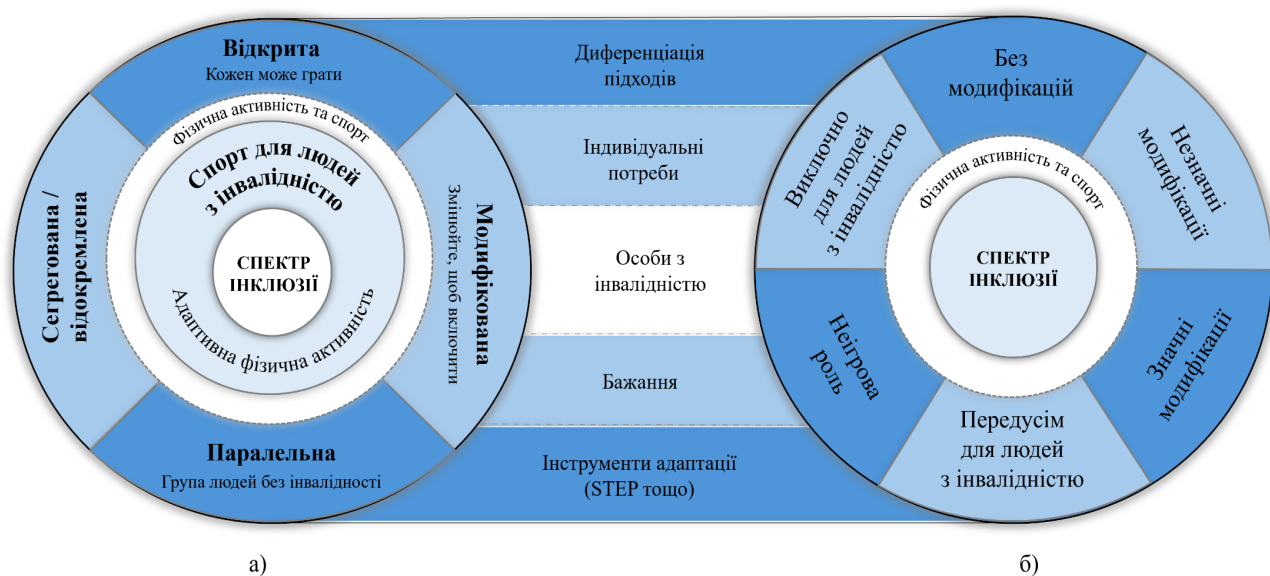 Відкрита
Кожен може грати
Фізична активність та спорт
Спорт для людей
з інвалідністю
СПЕКТР
ІНКЛЮЗІЇ
Адаптивна фізична активність
Сегрегована /
відокремлена
Модифікована
Змінюйте, щоб включити
Паралельна
Група людей без інвалідності
Диференціація
підходів
Індивідуальні
потреби
Особи з
інвалідністю
Бажання
Інструменти адаптації
(STEP тощо)
Без
модифікацій
Незначні
модифікації
Значні
модифікації
Передусім
для людей
з інвалідністю
Неігрова
роль
Виключно
для людей
з інвалідністю
Фізична активність та спорт
СПЕКТР
ІНКЛЮЗІЇ
а)
б)